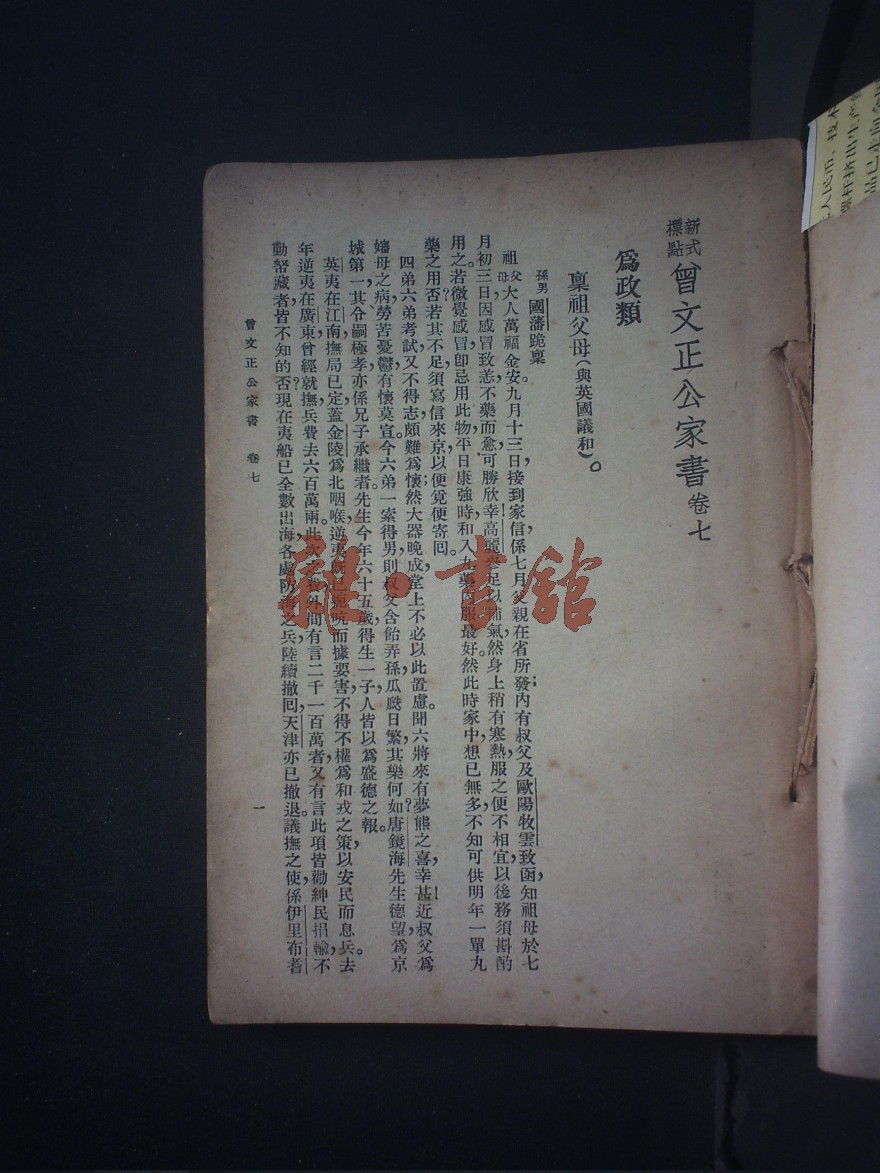 新式標點 曾文正公家書 卷七
爲政類
稟祖父母(與英國議和)。
孫男國藩跪稟
祖父母大人萬福金安。九月十三日接到家信,係七月父親在省所發;內有叔父及歐陽牧雲致函,知祖母於七
月初三日,因感冒致恙,不藥而愈,可勝欣幸,高麗參足以補氣,然身上稍有寒熱,服之便不相宜,以後務須斟酌
用之。若微覺感冒,卽忌用此物,平日康強時,和入丸藥內服最好。然此時家中,想已無多,不知可供明年一單丸
藥之用否?若其不足,須寫信來京,以便覓便寄囘。
四弟六弟考試,又不得志,頗難爲懷;然大器晚成,堂上不必以此置慮。聞六將來有夢熊之喜,幸甚!近叔父爲
嬸母之病,勞苦憂鬱,有懷莫宣。今六弟一索得男,則叔父含飴弄孫,瓜瓞日繁,其樂何如?唐鏡海先生德望,爲京
城第一,其令嗣極孝,亦係兄子承繼者。先生今年六十五歲,得生一子,人皆以爲盛德之報。
英夷在江南,撫局已定,蓋金陵爲北咽喉,逆夷旣已扼吭而據要害,不得不權爲和戎之策,以安民而息兵。去
年逆夷在廣東,曾經就撫,兵費去六百萬兩。此次之費,外間有言二千一百萬者,又有言此項皆勸紳民捐輸,不
動帑藏者,皆不知的否?現在夷船已全數出海,各處防海之兵,陸續撤囘,天津亦已撤退。議撫之使,係伊里布耆
曾文正公家書 卷七
一
雜·書館